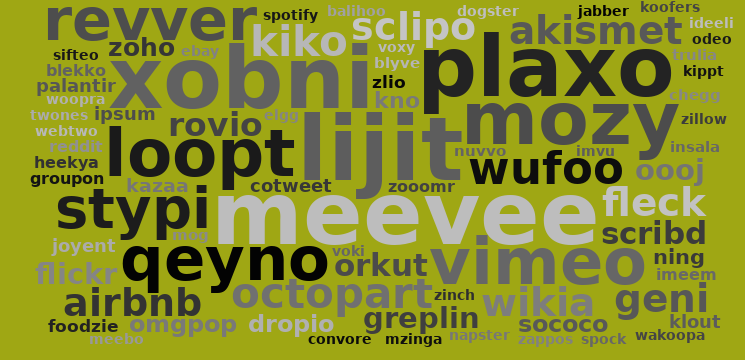 revver spotify balihoo dogster jabber koofers
sclipo akismet ideeli
zoho ebay kiko voxy odeo
sifteo xobni blyve plaxo trulia
blekko kippt
palantir zlio
woopra kno chegg
twones ipsum elgg mozy zillow
webtwo rovio lijit
reddit loopt nuvvo imvu insala
heekya wufoo oooj
groupon kazaa cotweet zooomr
stypi meevee fleck
mog scribd
joyent qeyno voki orkut vimeo ning
flickr imeem
airbnb octopart zinch wikia geni
foodzie omgpop dropio greplin sococo klout
meebo convore mzinga napster zappos spock wakoopa